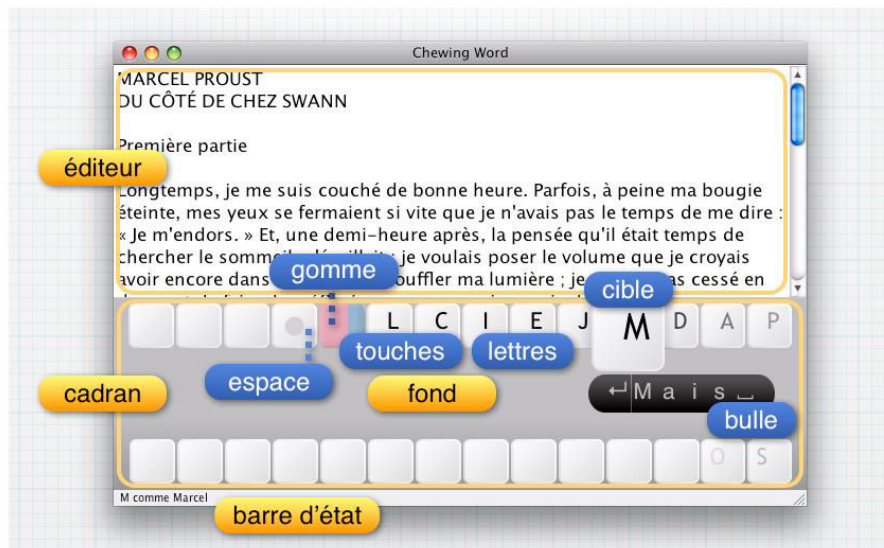 Chewing Word
MARCEL PROUST
DU CÔTÉ DE CHEZ SWANN
Première partie
éditeur
Longtemps, je me suis couché de bonne heure. Parfois, à peine ma bougie
éteinte, mes yeux se fermaient si vite que je n'avais pas le temps de me dire :
« Je m'endors. » Et, une demi-heure après, la pensée qu'il était temps de
chercher le je voulais poser le volume que je croyais
avoir encore dans ma lumière ; cessé en
gomme
cible
L C I E J M D A P
touches lettres
espace
cadran
fond
↵Mais⎵
bulle
O S
M comme Marcel
barre d'état